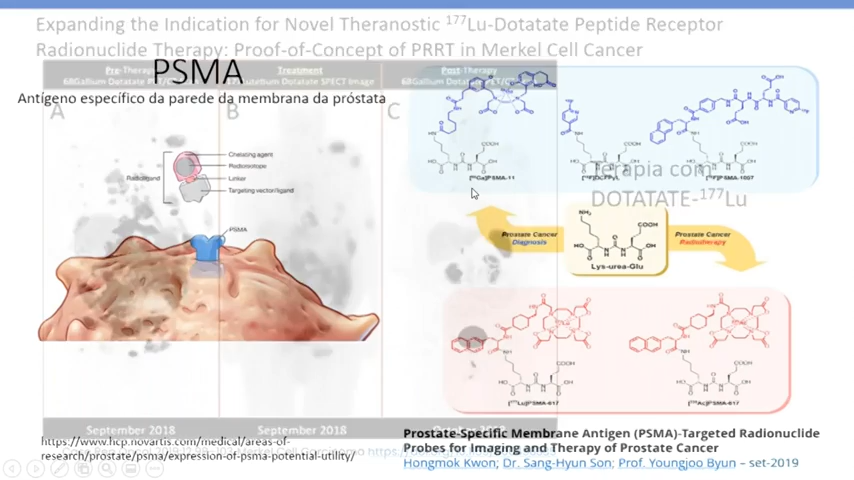 Expanding the Indication for Novel Theranostic ¹⁷⁷Lu-Dotatate Peptide Receptor
Radionuclide Therapy: Proof-of-Concept of PRRT in Merkel Cell Cancer
PSMA
Antígeno específico da parede da membrana da próstata
Pre-Therapy
68Gallium Dotatate
Treatment
SPECT Image
Post-Therapy
68Gallium Dotatate
A
B
C
Chelating agent
Radioisotope
Linker
Targeting vector/ligand
Radioligand
PSMA
[⁶⁸Ga]PSMA-11
[¹⁸F]PSMA-1007
Terapia com
DOTATATE-¹⁷⁷Lu
Prostate Cancer
Diagnosis
Lys-urea-Glu
Prostate Cancer
Radiotherapy
[¹⁷⁷Lu]PSMA-617
[²²⁵Ac]PSMA-617
September 2018
September 2018
https://www.hcp.novartis.com/medical/areas-of-
research/prostate/psma/expression-of-psma-potential-utility/
Prostate-Specific Membrane Antigen (PSMA)-Targeted Radionuclide
Probes for Imaging and Therapy of Prostate Cancer
Hongmok Kwon; Dr. Sang-Hyun Son; Prof. Youngjoo Byun – set-2019